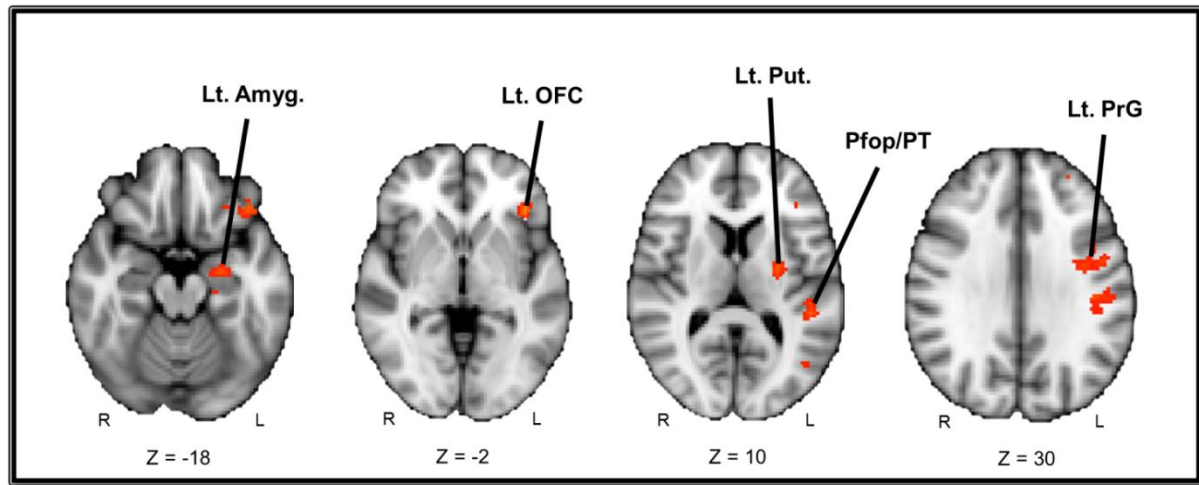 Lt. Amyg.
Lt. OFC
Lt. Put.
Pfop/PT
Lt. PrG
R L
R L
R L
R L
Z = -18
Z = -2
Z = 10
Z = 30